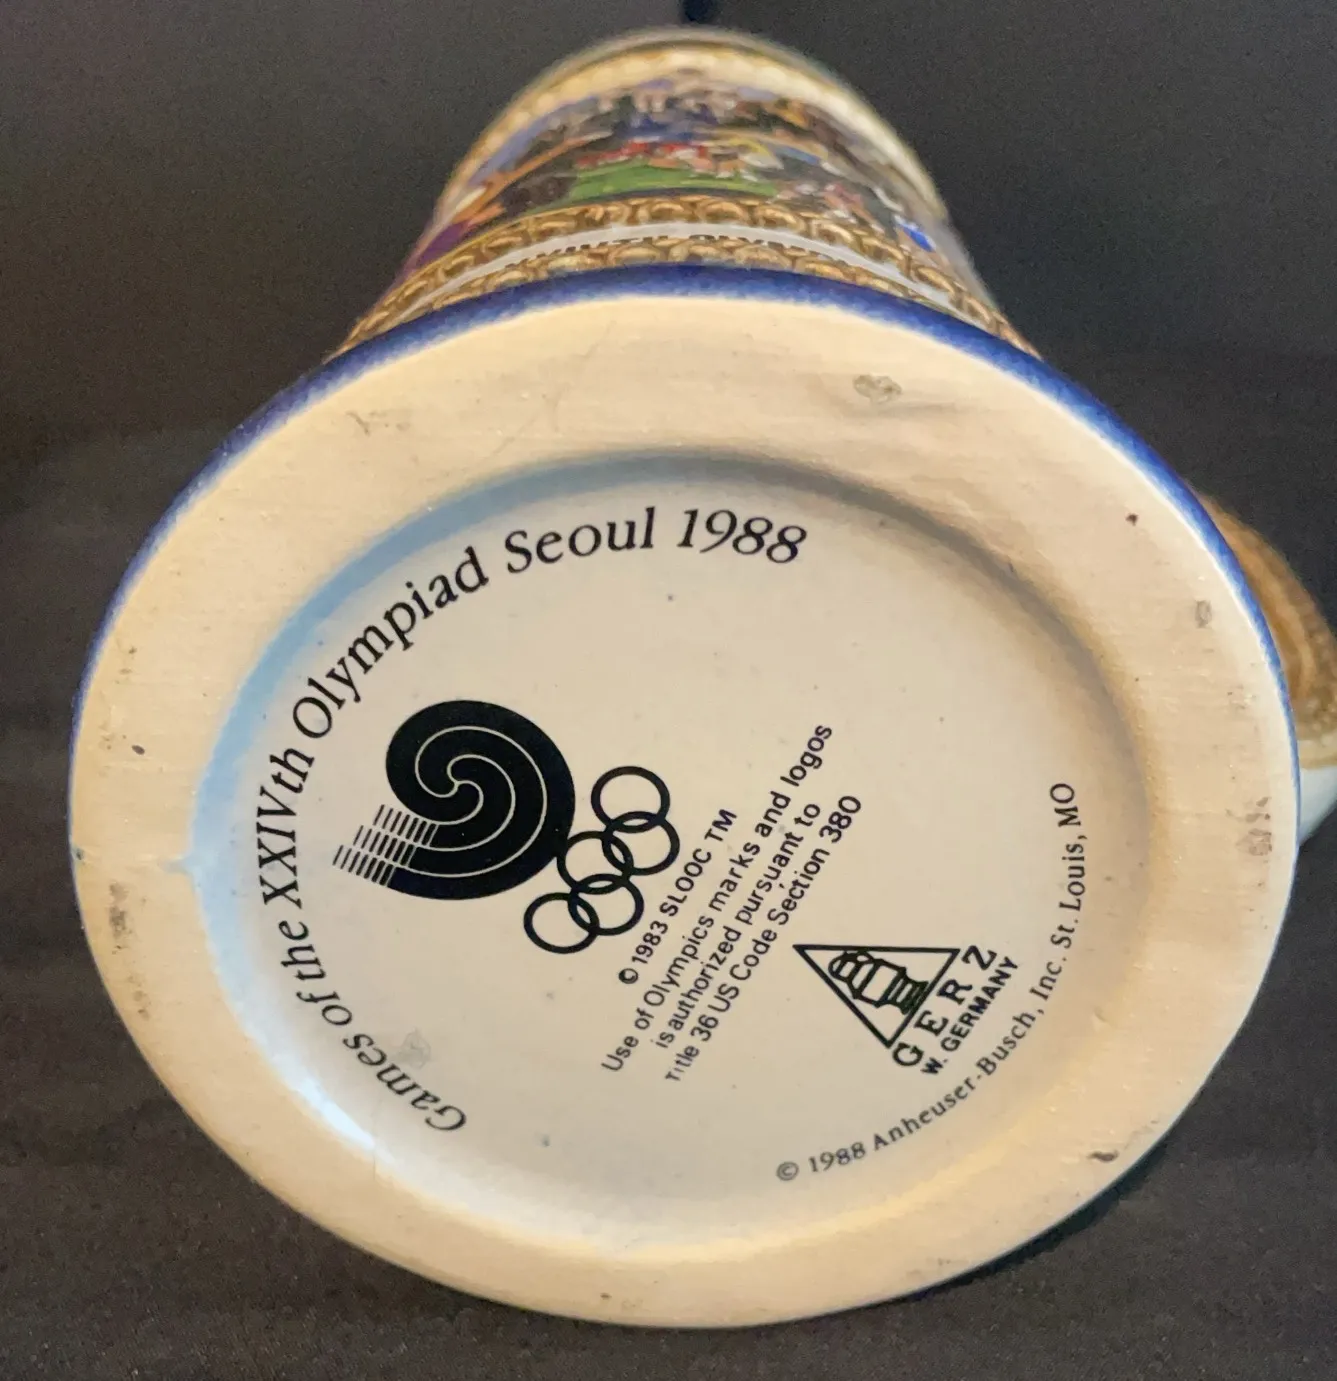 Games of the XXIVth Olympiad Seoul 1988
© 1983 SLOOC TM
Use of Olympics marks and logos
is authorized pursuant to
Title 36 US Code Section 380
GERZ
W. GERMANY
© 1988 Anheuser-Busch, Inc. St. Louis, MO